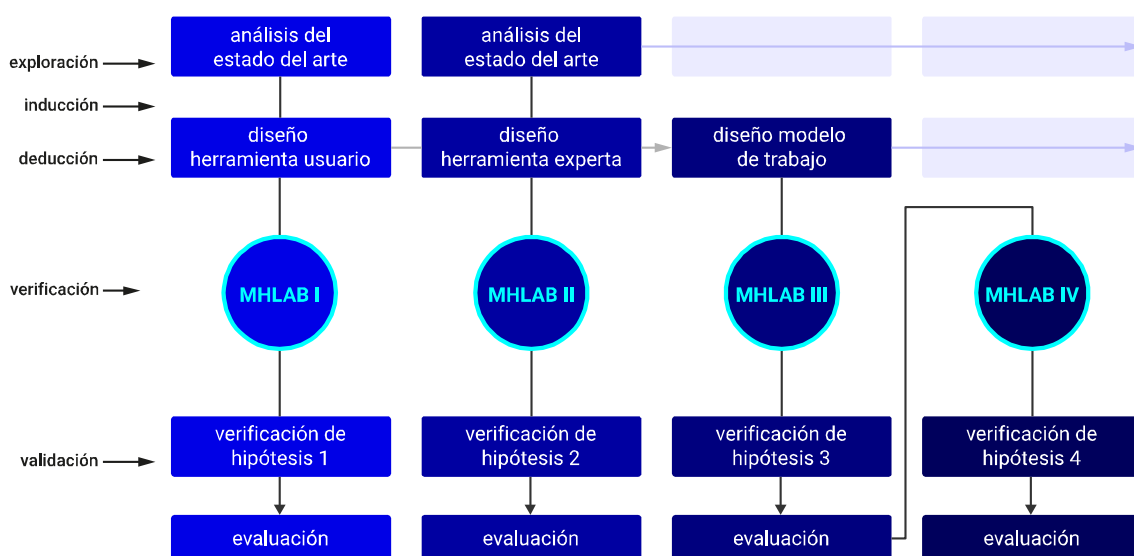 análisis del
estado del arte
análisis del
estado del arte
exploración
inducción
diseño
herramienta usuario
diseño
herramienta experta
diseño modelo
de trabajo
deducción
MHLAB I
MHLAB II
MHLAB III
MHLAB IV
verificación
verificación de
hipótesis 1
verificación de
hipótesis 2
verificación de
hipótesis 3
verificación de
hipótesis 4
validación
evaluación
evaluación
evaluación
evaluación